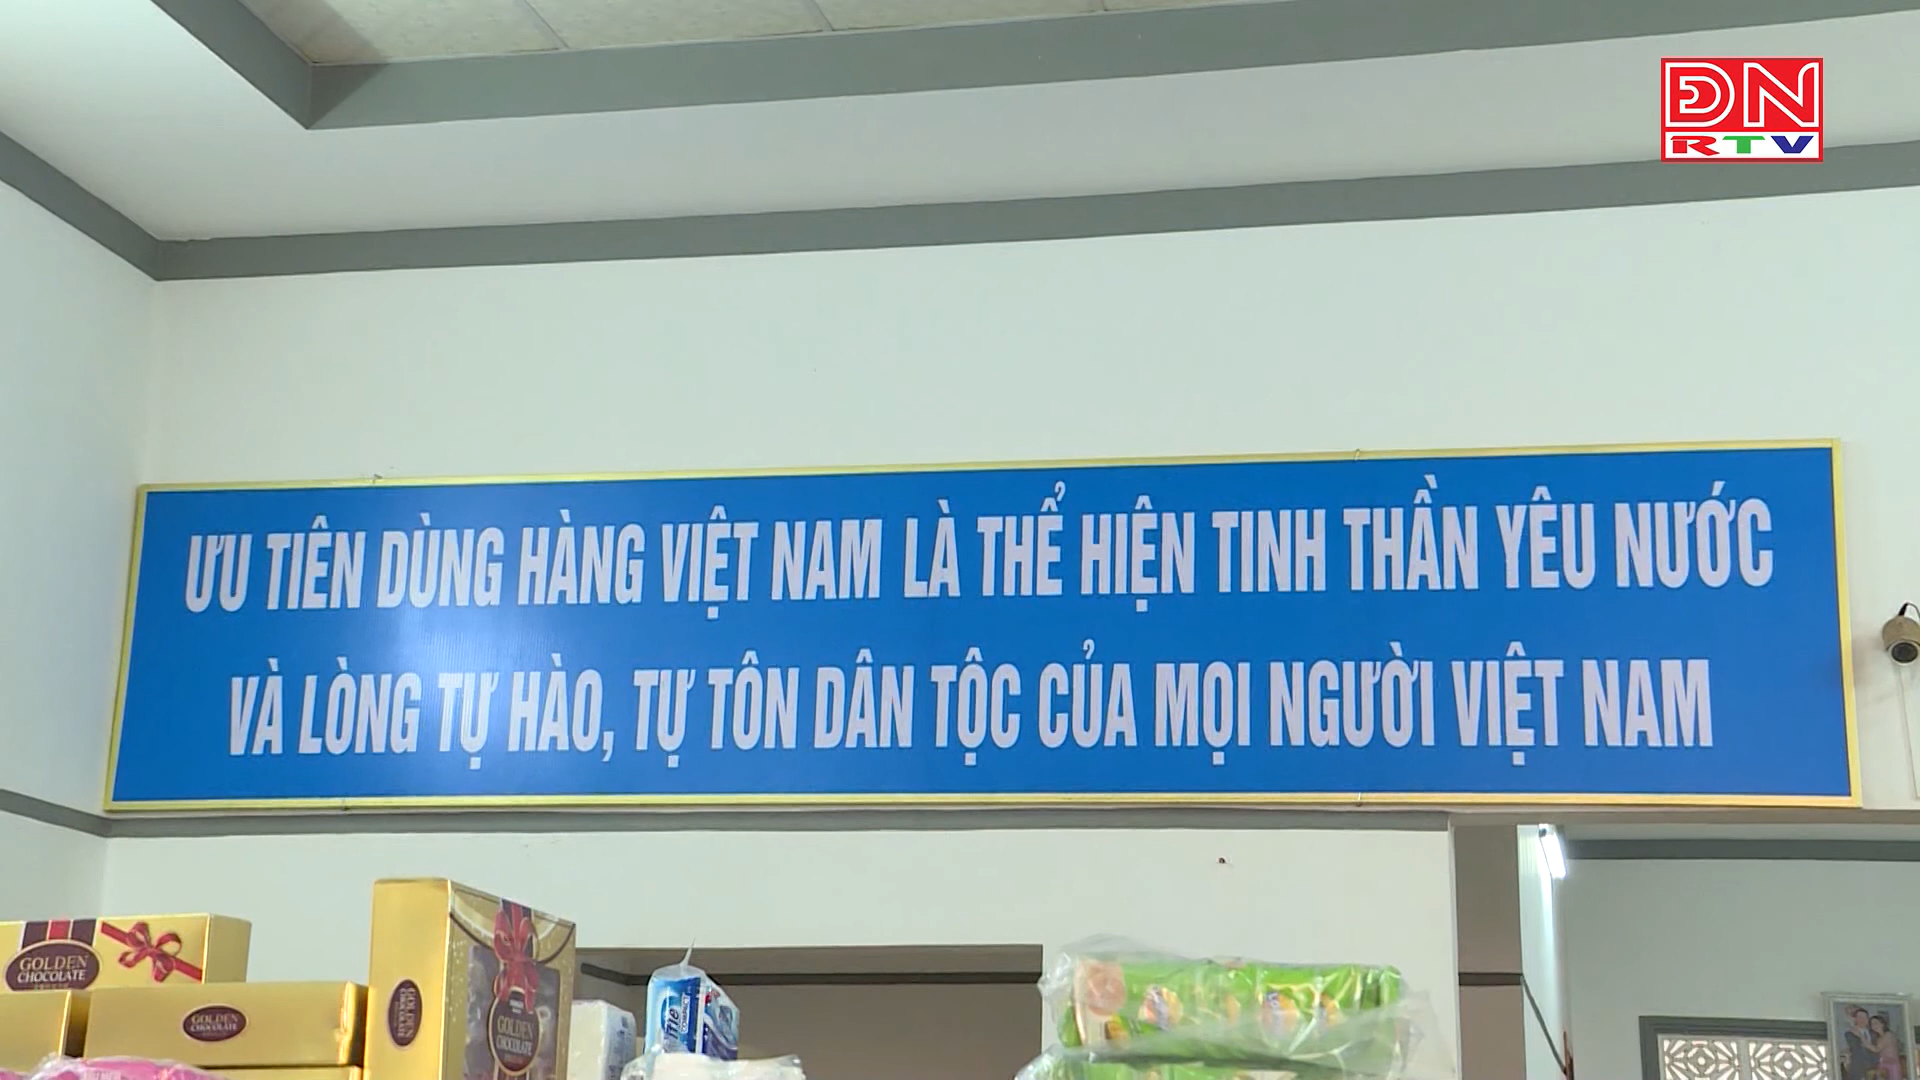 ĐN
RTV
ƯU TIÊN DÙNG HÀNG VIỆT NAM LÀ THỂ HIỆN TINH THẦN YÊU NƯỚC
VÀ LÒNG TỰ HÀO, TỰ TÔN DÂN TỘC CỦA MỌI NGƯỜI VIỆT NAM
GOLDEN
CHOCOLATE
GOLDEN
CHOCOLATE
GOLDEN
CHOCOLATE
GOLDEN
CHOCOLATE